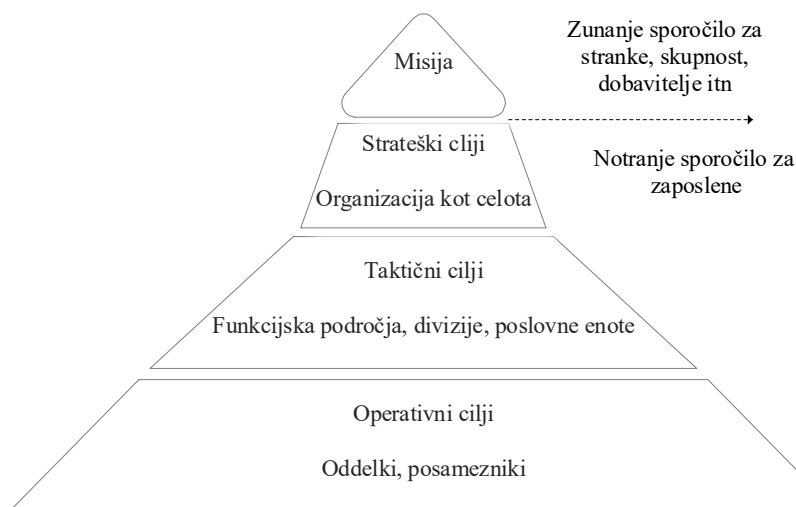 Misija
Zunanje sporočilo za
stranke, skupnost,
dobavitelje itn
Strateški cliji
Organizacija kot celota
Notranje sporočilo za
zaposlene
Taktični cilji
Funkcijska področja, divizije, poslovne enote
Operativni cilji
Oddelki, posamezniki